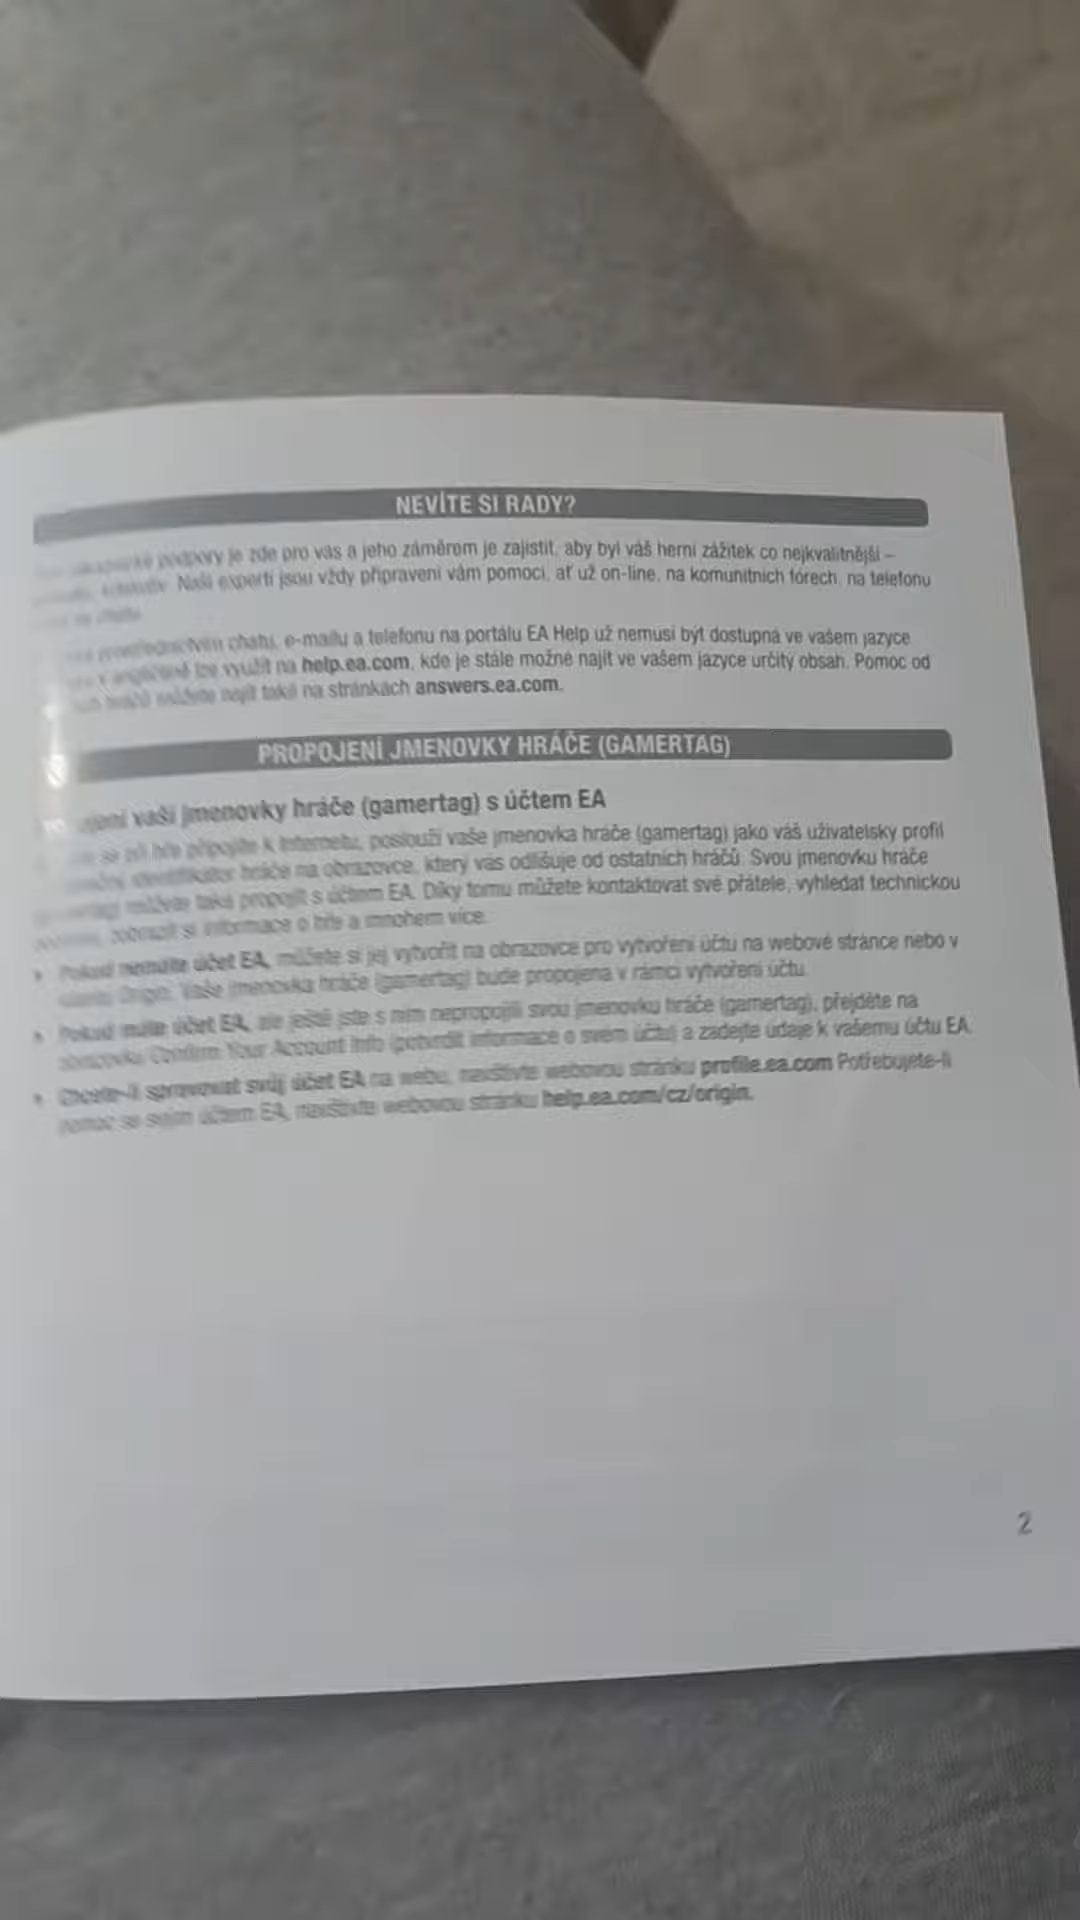 NEVÍTE SI RADY?
podpory je zde pro vás a jeho záměrem je zajistit, aby byl váš herní zážitek co nejkvalitnější –
Naši experti jsou vždy připraveni vám pomoci, ať už on-line, na komunitních fórech, na telefonu
prostřednictvím chatu, e-mailu a telefonu na portálu EA Help už nemusí být dostupná ve vašem jazyce
v angličtině lze využít na help.ea.com, kde je stále možné najít ve vašem jazyce určitý obsah. Pomoc od
hráčů můžete najít také na stránkách answers.ea.com.
PROPOJENÍ JMENOVKY HRÁČE (GAMERTAG)
vaší jmenovky hráče (gamertag) s účtem EA
se při hře připojíte k Internetu, poslouží vaše jmenovka hráče (gamertag) jako váš uživatelský profil
identifikátor hráče na obrazovce, který vás odlišuje od ostatních hráčů. Svou jmenovku hráče
můžete také propojit s účtem EA. Díky tomu můžete kontaktovat své přátele, vyhledat technickou
zobrazit si informace o hře a mnohem více.
• Pokud nemáte účet EA, můžete si jej vytvořit na obrazovce pro vytvoření účtu na webové stránce nebo v
Origin. Vaše jmenovka hráče (gamertag) bude propojena v rámci vytvoření účtu.
• Pokud máte účet EA, ale ještě jste s ním nepropojili svou jmenovku hráče (gamertag), přejděte na
obrazovku Confirm Your Account Info (potvrdit informace o svém účtu) a zadejte údaje k vašemu účtu EA.
• Chcete-li spravovat svůj účet EA na webu, navštivte webovou stránku profile.ea.com Potřebujete-li
pomoc se svým účtem EA, navštivte webovou stránku help.ea.com/cz/origin.
2